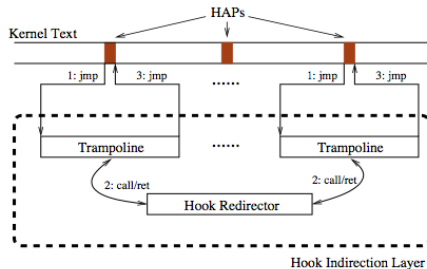 HAPs
Kernel Text
1: jmp
3: jmp
......
1: jmp
3: jmp
Trampoline
......
Trampoline
2: call/ret
2: call/ret
Hook Redirector
Hook Indirection Layer